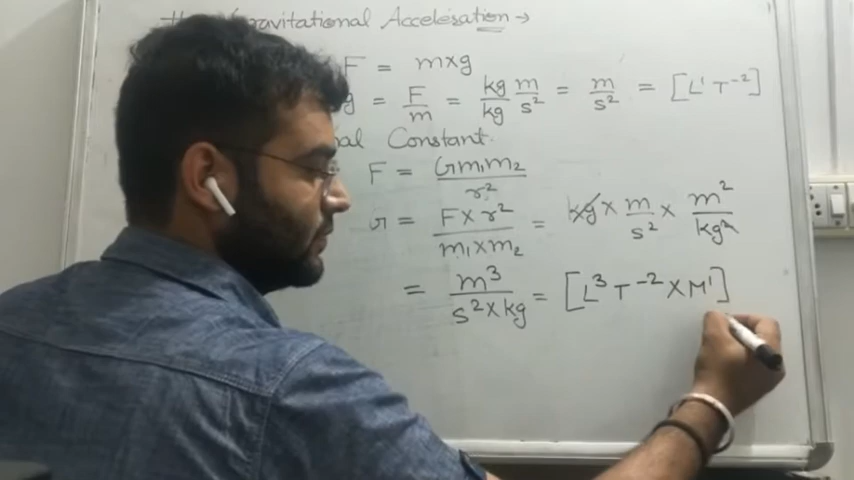 Gravitational Acceleration →
F = m×g
g = F/m = kg/kg m/s² = m/s² = [L¹ T⁻²]
Constant.
F = Gm₁m₂/r²
G = F×r²/m₁×m₂ = kg × m/s² × m²/kg²
= m³/s²×kg = [L³ T⁻² × M¹]